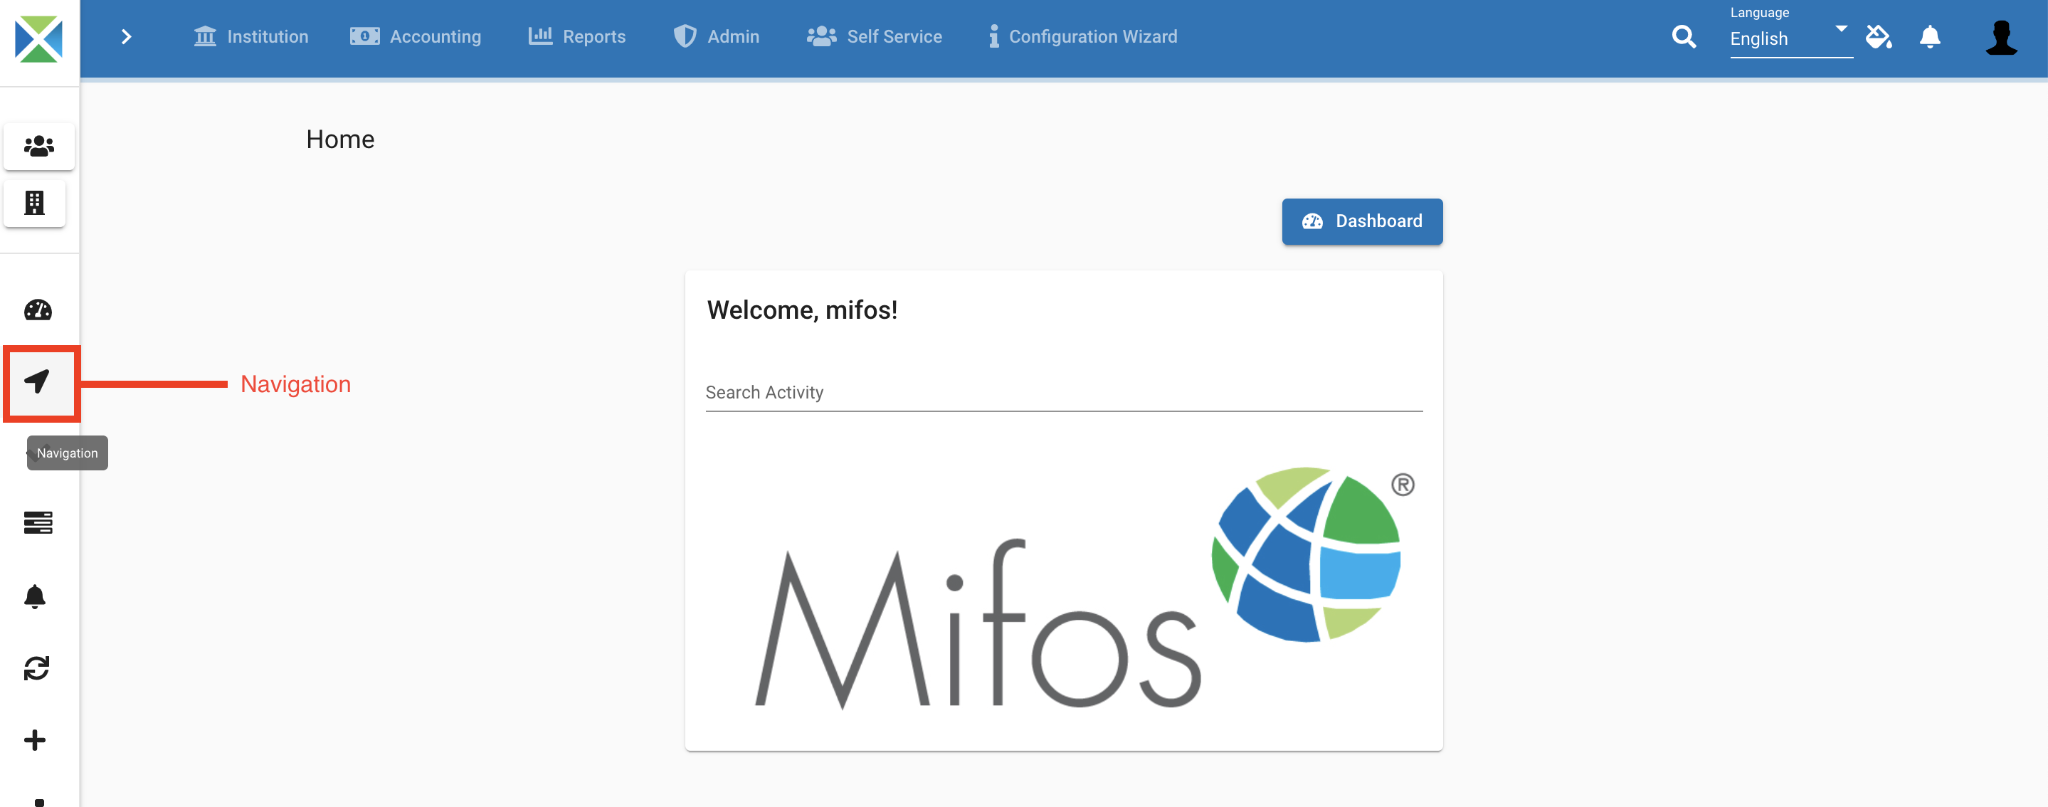 Institution Accounting Reports Admin Self Service Configuration Wizard
Language
English
Home
Dashboard
Welcome, mifos!
Navigation
Search Activity
Navigation
Mifos®